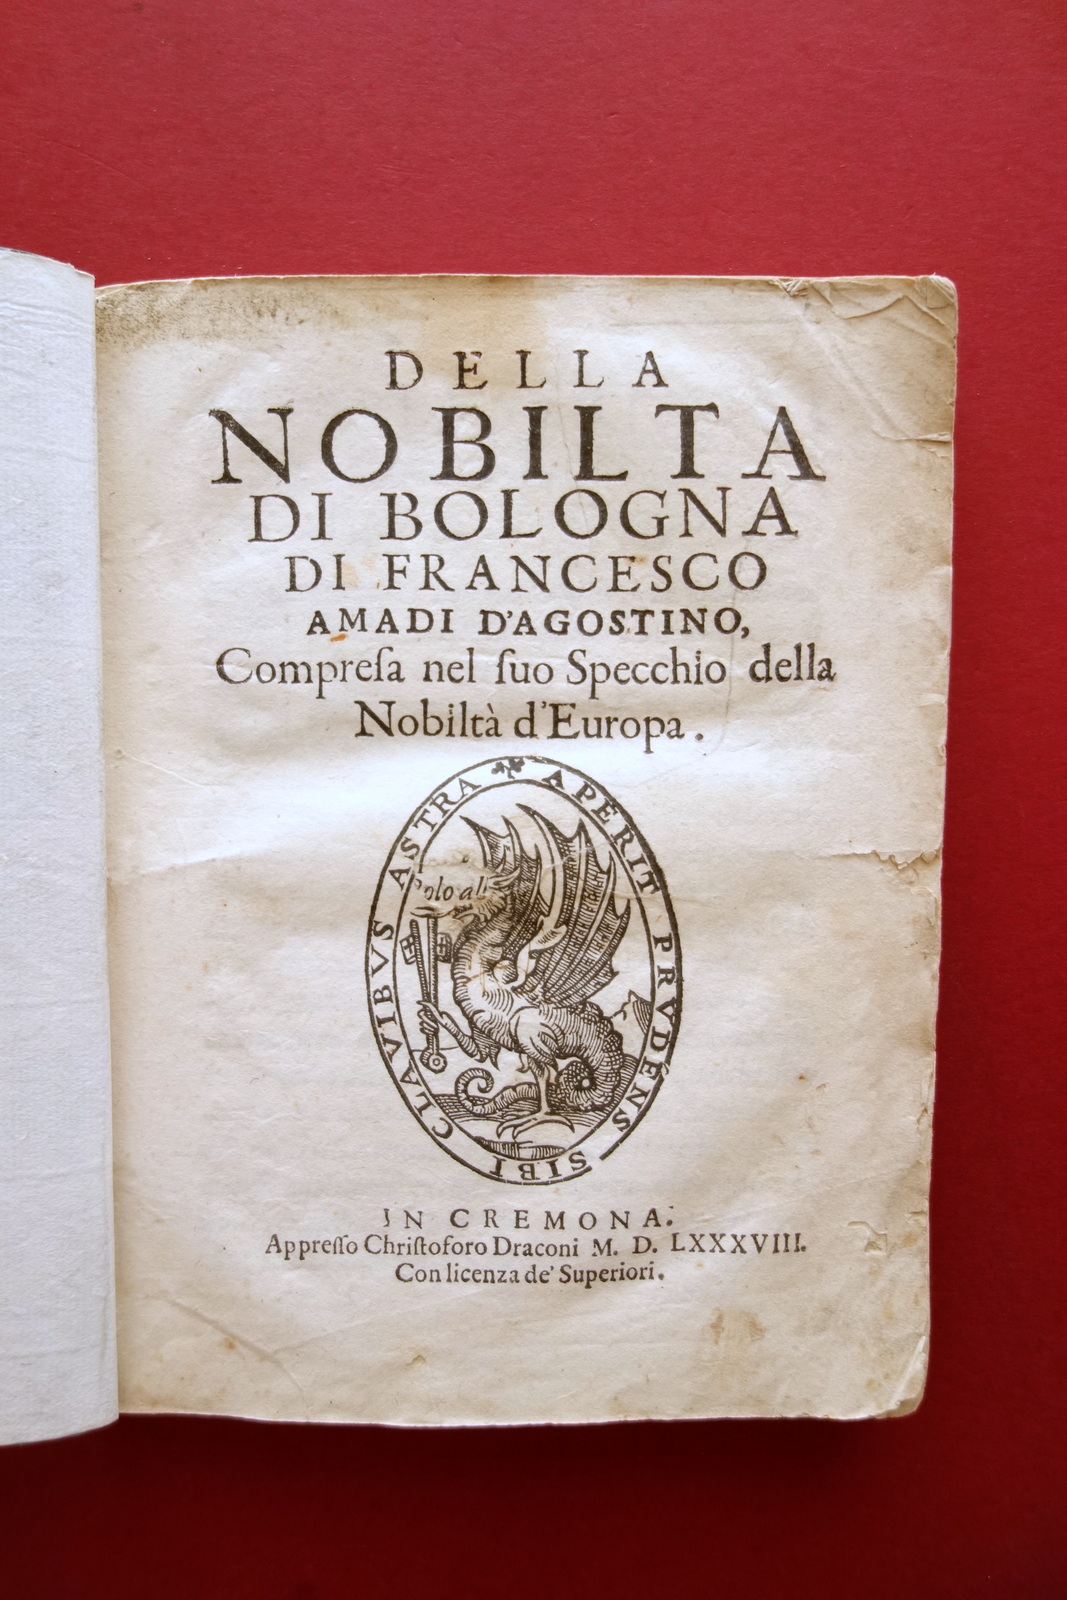 DELLA
NOBILTA
DI BOLOGNA
DI FRANCESCO
AMADI D'AGOSTINO,
Compreſa nel ſuo Specchio della
Nobiltà d'Europa.
APERIT PRVDENS SIBI CLAVIBVS ASTRA
IN CREMONA.
Appreſſo Chriſtoforo Draconi M. D. LXXXVIII.
Con licenza de' Superiori.